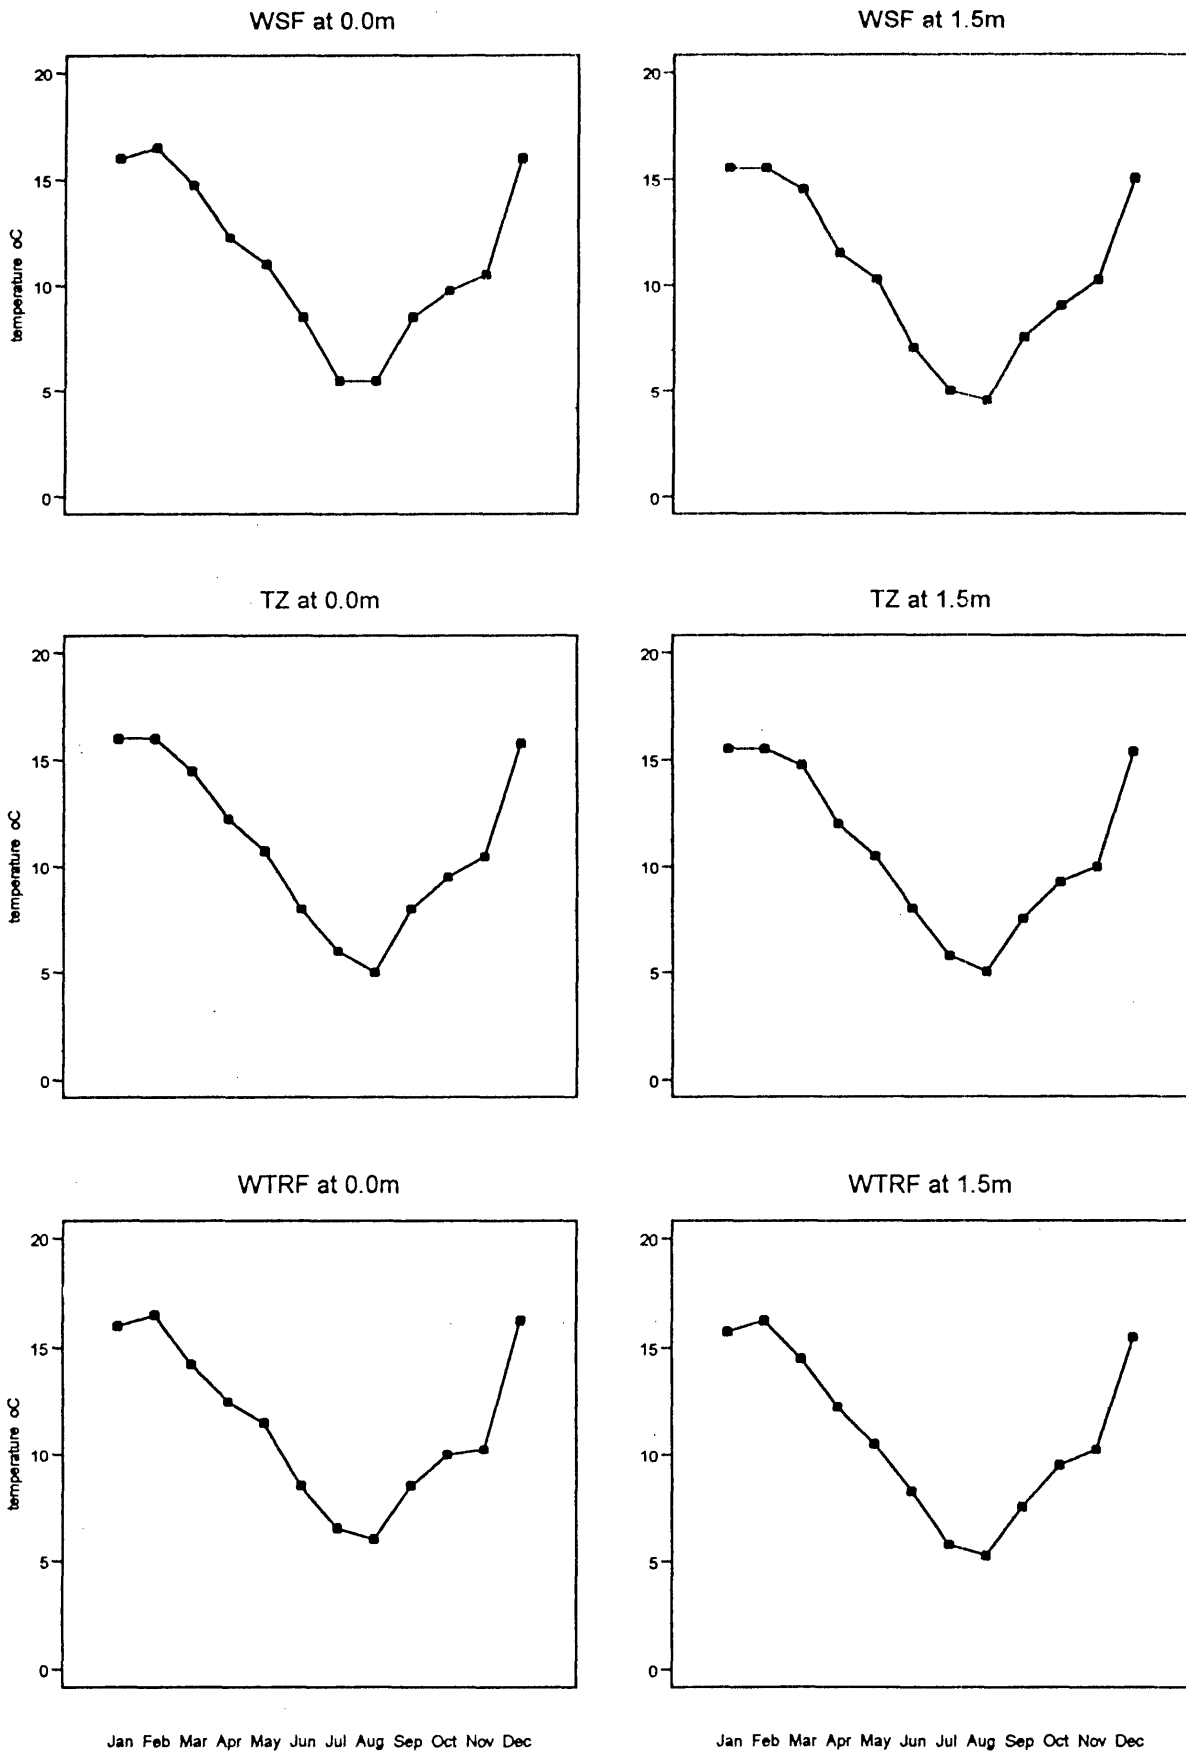 WSF at 0.0m
WSF at 1.5m
20
15
10
5
0
temperature oC
20
15
10
5
0
TZ at 0.0m
TZ at 1.5m
20
15
10
5
0
temperature oC
20
15
10
5
0
WTRF at 0.0m
WTRF at 1.5m
20
15
10
5
0
temperature oC
20
15
10
5
0
Jan Feb Mar Apr May Jun Jul Aug Sep Oct Nov Dec
Jan Feb Mar Apr May Jun Jul Aug Sep Oct Nov Dec